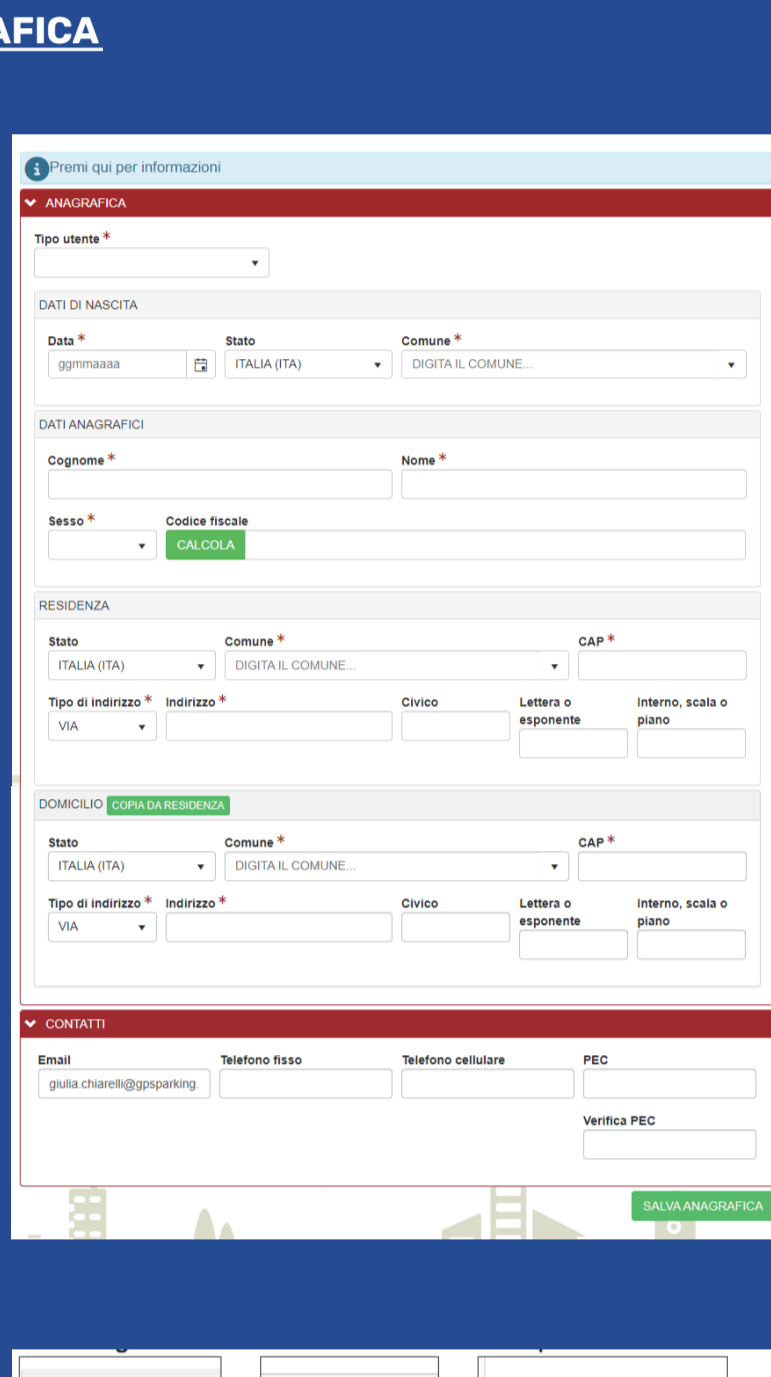 AFICA
Premi qui per informazioni
ANAGRAFICA
Tipo utente *
DATI DI NASCITA
Data * Stato Comune *
ggmmaaaa ITALIA (ITA) DIGITA IL COMUNE...
DATI ANAGRAFICI
Cognome * Nome *
Sesso * Codice fiscale
CALCOLA
RESIDENZA
Stato Comune * CAP *
ITALIA (ITA) DIGITA IL COMUNE...
Tipo di indirizzo * Indirizzo * Civico Lettera o esponente Interno, scala o piano
VIA
DOMICILIO COPIA DA RESIDENZA
Stato Comune * CAP *
ITALIA (ITA) DIGITA IL COMUNE...
Tipo di indirizzo * Indirizzo * Civico Lettera o esponente Interno, scala o piano
VIA
CONTATTI
Email Telefono fisso Telefono cellulare PEC
giulia.chiarelli@gpsparking.
Verifica PEC
SALVA ANAGRAFICA